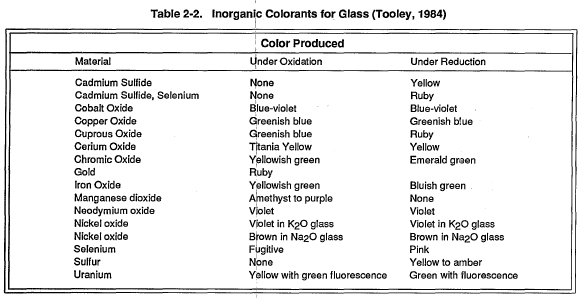 Table 2-2. Inorganic Colorants for Glass (Tooley, 1984)
Color Produced
Material Under Oxidation Under Reduction
Cadmium Sulfide None Yellow
Cadmium Sulfide, Selenium None Ruby
Cobalt Oxide Blue-violet Blue-violet
Copper Oxide Greenish blue Greenish blue
Cuprous Oxide Greenish blue Ruby
Cerium Oxide Titania Yellow Yellow
Chromic Oxide Yellowish green Emerald green
Gold Ruby
Iron Oxide Yellowish green Bluish green
Manganese dioxide Amethyst to purple None
Neodymium oxide Violet Violet
Nickel oxide Violet in K2O glass Violet in K2O glass
Nickel oxide Brown in Na2O glass Brown in Na2O glass
Selenium Fugitive Pink
Sulfur None Yellow to amber
Uranium Yellow with green fluorescence Green with fluorescence